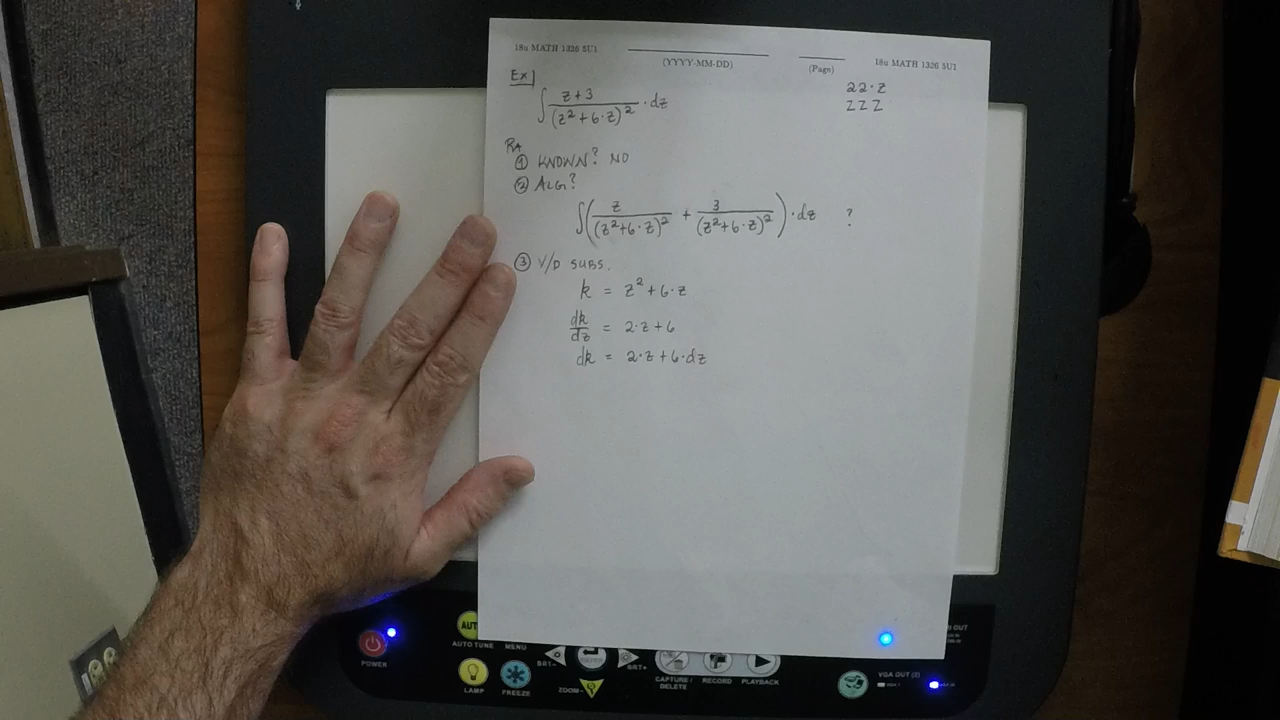 18u MATH 1326 5U1
(YYYY-MM-DD)
(Page)
18u MATH 1326 5U1
Ex
∫ z+3 / (z²+6·z)² · dz
22·z
zzz
RA
① KNOWN? NO
② ALG?
∫( z / (z²+6·z)² + 3 / (z²+6·z)² ) · dz ?
③ V/D SUBS.
k = z²+6·z
dk/dz = 2·z+6
dk = 2·z+6·dz
POWER
AUTO TUNE
MENU
LAMP
FREEZE
BRT-
BRT+
ZOOM-
CAPTURE/
DELETE
RECORD
PLAYBACK
VGA OUT (2)